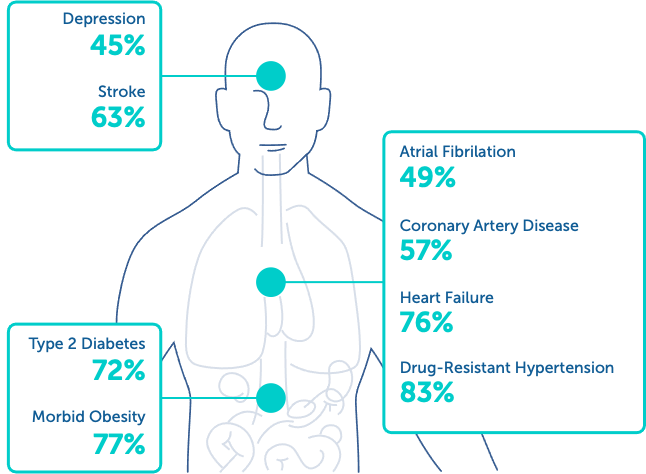 Depression
45%
Stroke
63%
Atrial Fibrilation
49%
Coronary Artery Disease
57%
Heart Failure
76%
Drug-Resistant Hypertension
83%
Type 2 Diabetes
72%
Morbid Obesity
77%